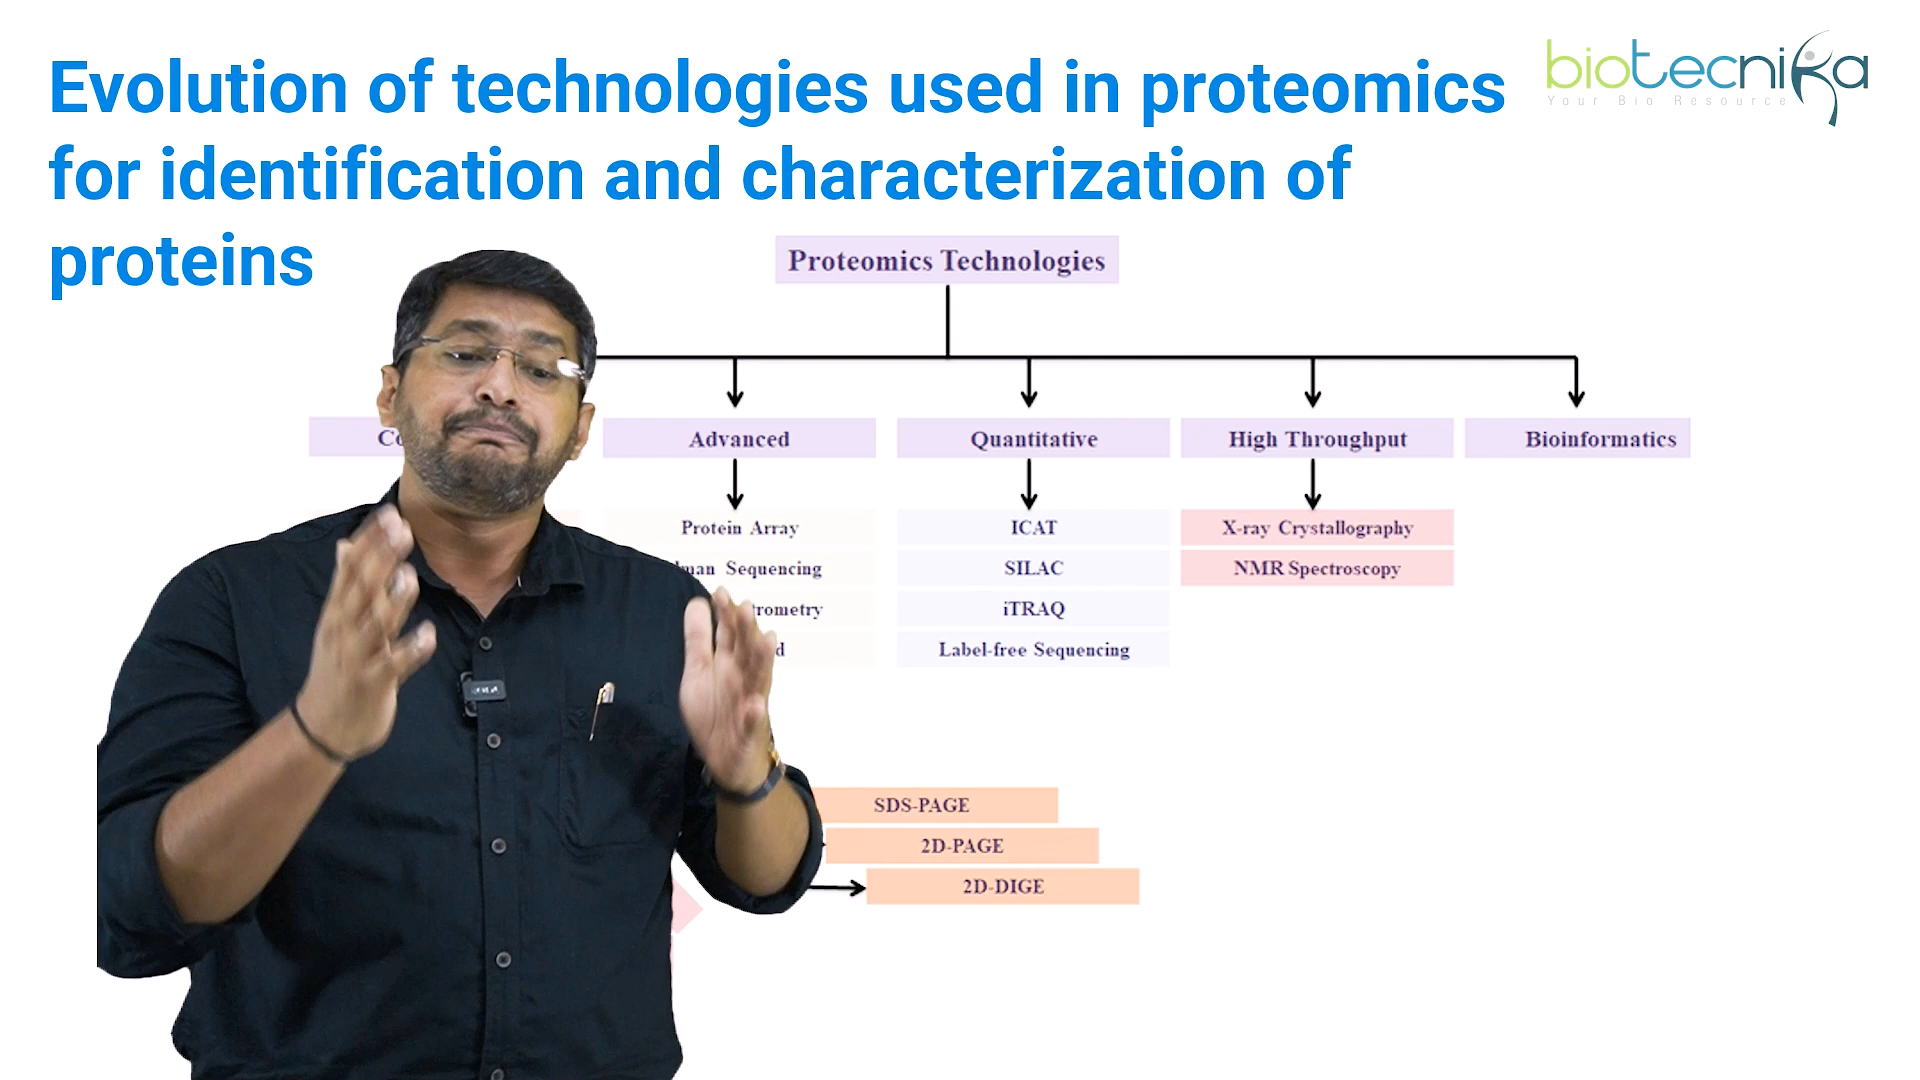 Evolution of technologies used in proteomics
for identification and characterization of
proteins
biotecnika
Your Bio Resource
Proteomics Technologies
Advanced
Quantitative
High Throughput
Bioinformatics
Protein Array
ICAT
X-ray Crystallography
Sequencing
SILAC
NMR Spectroscopy
iTRAQ
Label-free Sequencing
SDS-PAGE
2D-PAGE
2D-DIGE